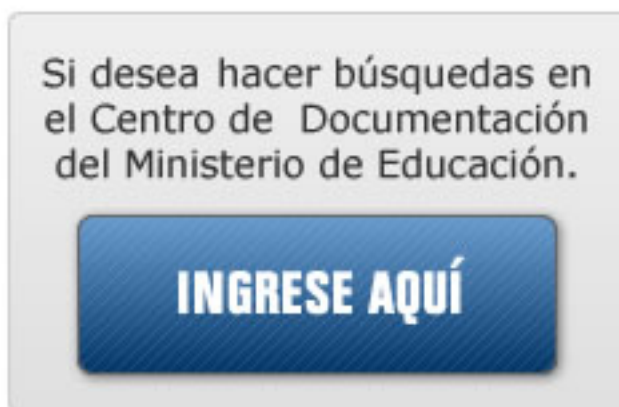 Si desea hacer búsquedas en
el Centro de Documentación
del Ministerio de Educación.
INGRESE AQUÍ